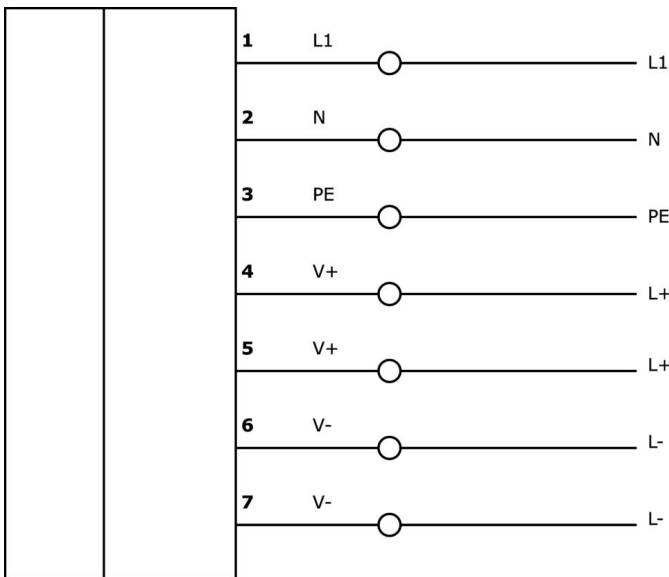 1 L1 L1
2 N N
3 PE PE
4 V+ L+
5 V+ L+
6 V- L-
7 V- L-